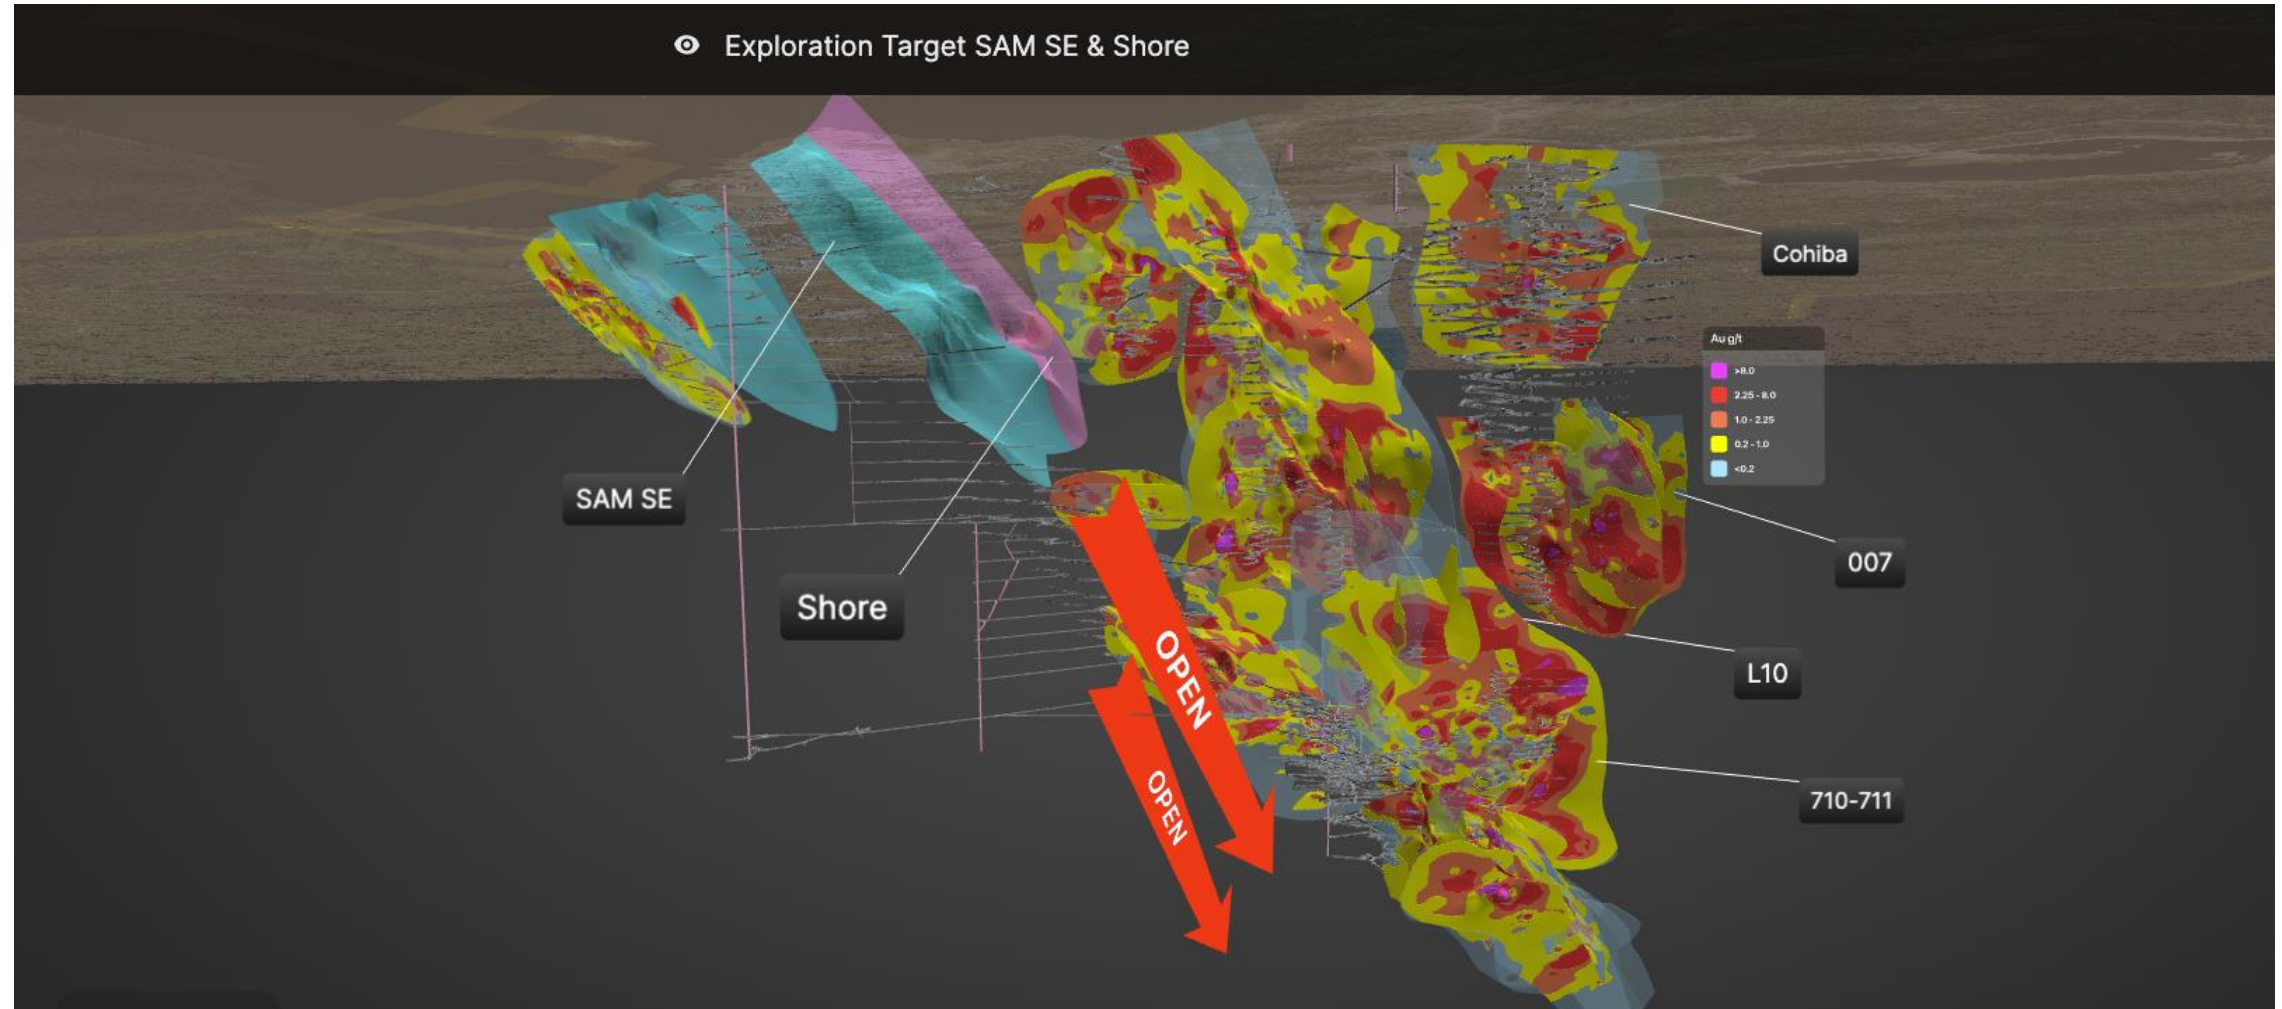 Exploration Target SAM SE & Shore
Cohiba
Au g/t
>8.0
2.25 - 8.0
1.0 - 2.25
0.2 - 1.0
<0.2
SAM SE
007
Shore
OPEN
L10
OPEN
710-711